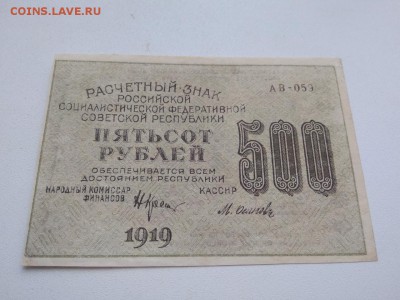 COINS.LAVE.RU
РАСЧЕТНЫЙ ЗНАК
АВ-059
РОССИЙСКОЙ
СОЦИАЛИСТИЧЕСКОЙ ФЕДЕРАТИВНОЙ
СОВЕТСКОЙ РЕСПУБЛИКИ
ПЯТЬСОТ
РУБЛЕЙ
500
ОБЕСПЕЧИВАЕТСЯ ВСЕМ
ДОСТОЯНИЕМ РЕСПУБЛИКИ
НАРОДНЫЙ КОМИССАР
ФИНАНСОВ
КАССИР
1919